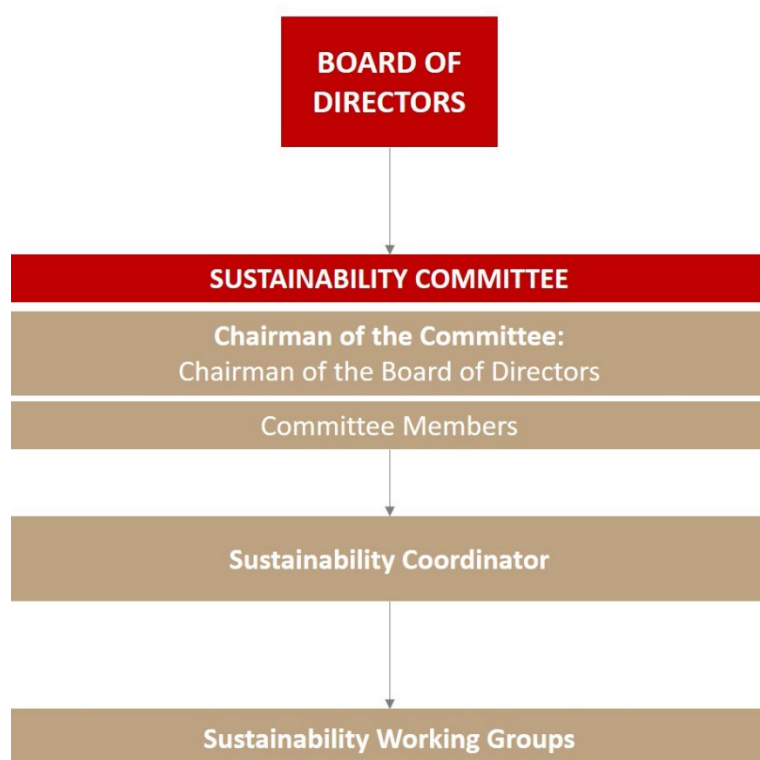 BOARD OF
DIRECTORS
SUSTAINABILITY COMMITTEE
Chairman of the Committee:
Chairman of the Board of Directors
Committee Members
Sustainability Coordinator
Sustainability Working Groups